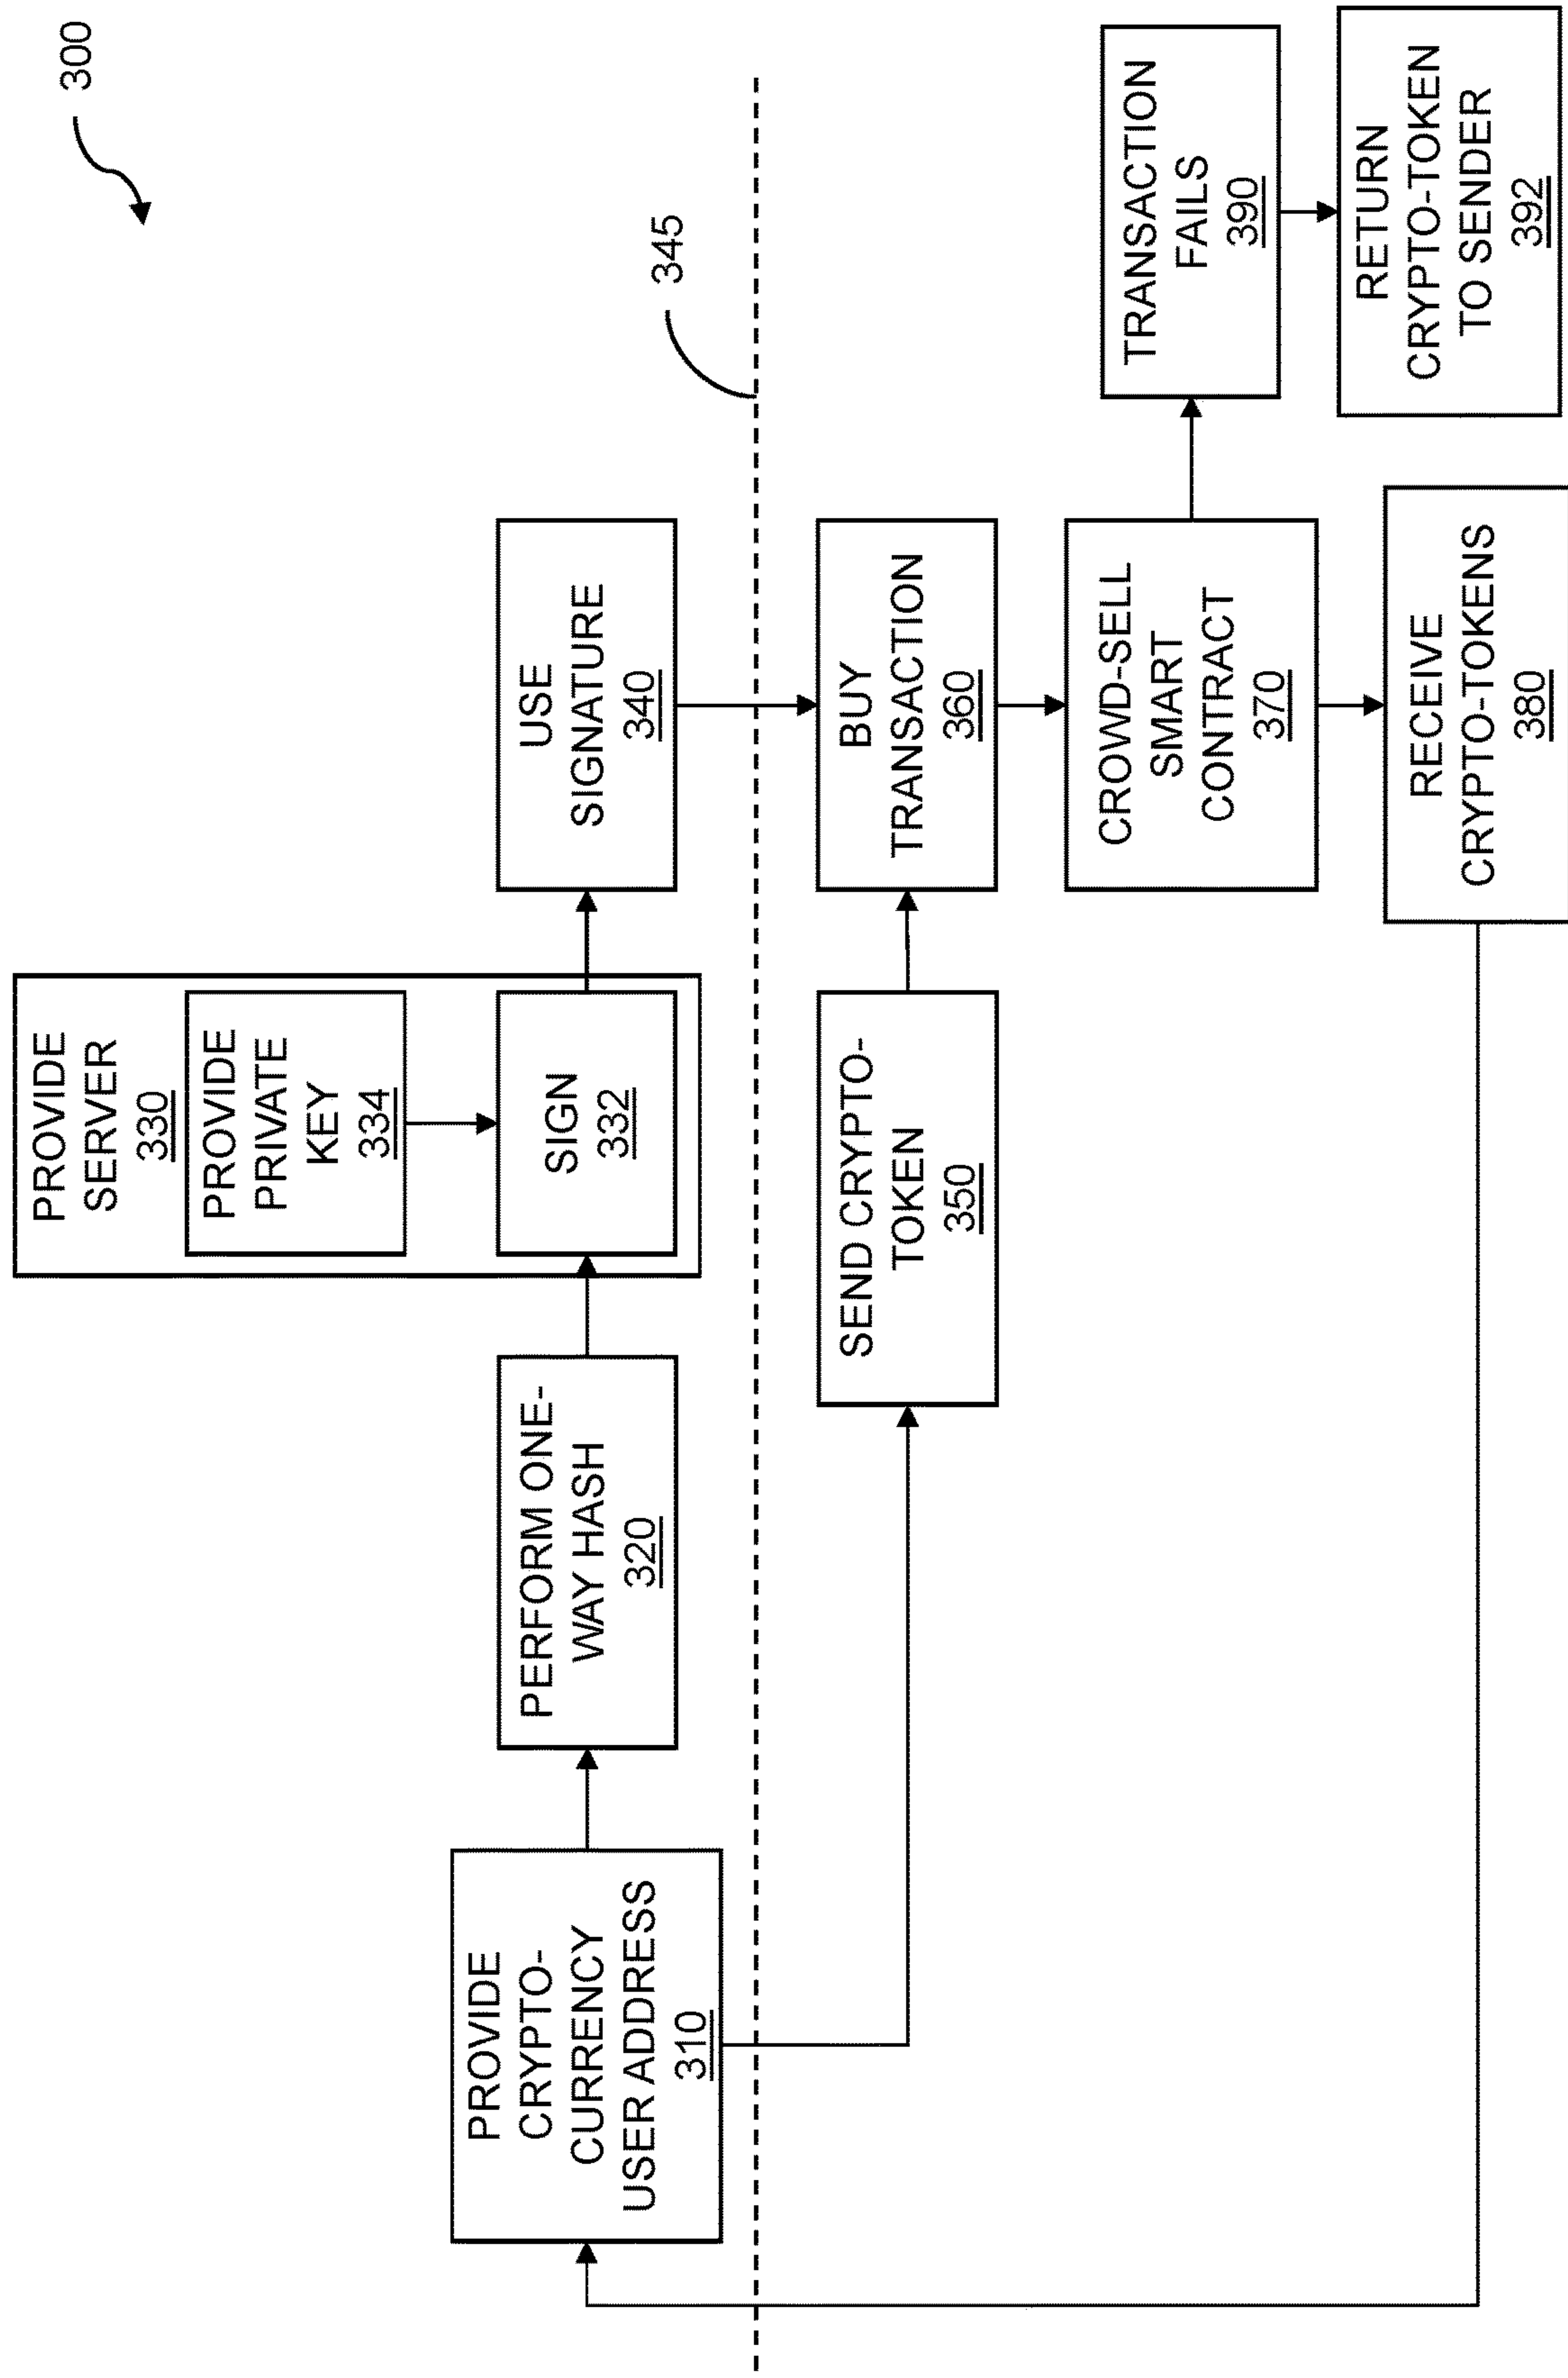 300
PROVIDE
SERVER
330
PROVIDE
PRIVATE
KEY
334
PROVIDE
CRYPTO-
CURRENCY
USER ADDRESS
310
PERFORM ONE-
WAY HASH
320
SIGN
332
USE
SIGNATURE
340
345
SEND CRYPTO-
TOKEN
350
BUY
TRANSACTION
360
CROWD-SELL
SMART
CONTRACT
370
TRANSACTION
FAILS
390
RECEIVE
CRYPTO-TOKENS
380
RETURN
CRYPTO-TOKEN
TO SENDER
392